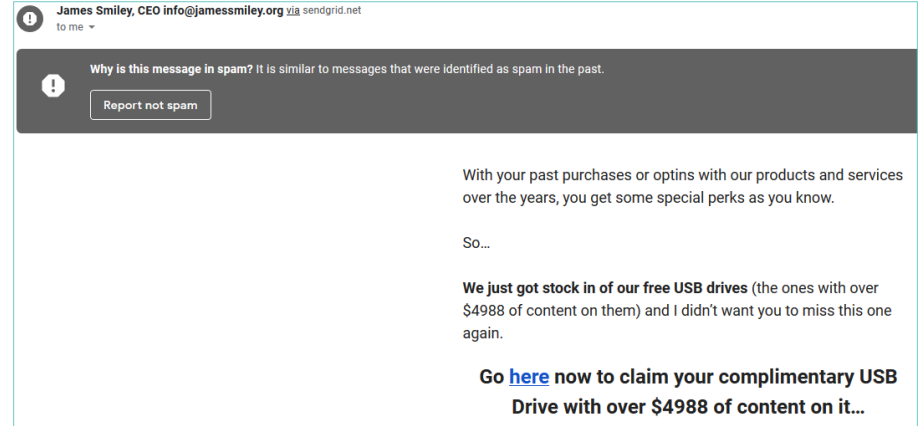 James Smiley, CEO info@jamessmiley.org via sendgrid.net
to me
Why is this message in spam? It is similar to messages that were identified as spam in the past.
Report not spam
With your past purchases or optins with our products and services
over the years, you get some special perks as you know.
So…
We just got stock in of our free USB drives (the ones with over
$4988 of content on them) and I didn’t want you to miss this one
again.
Go here now to claim your complimentary USB
Drive with over $4988 of content on it…